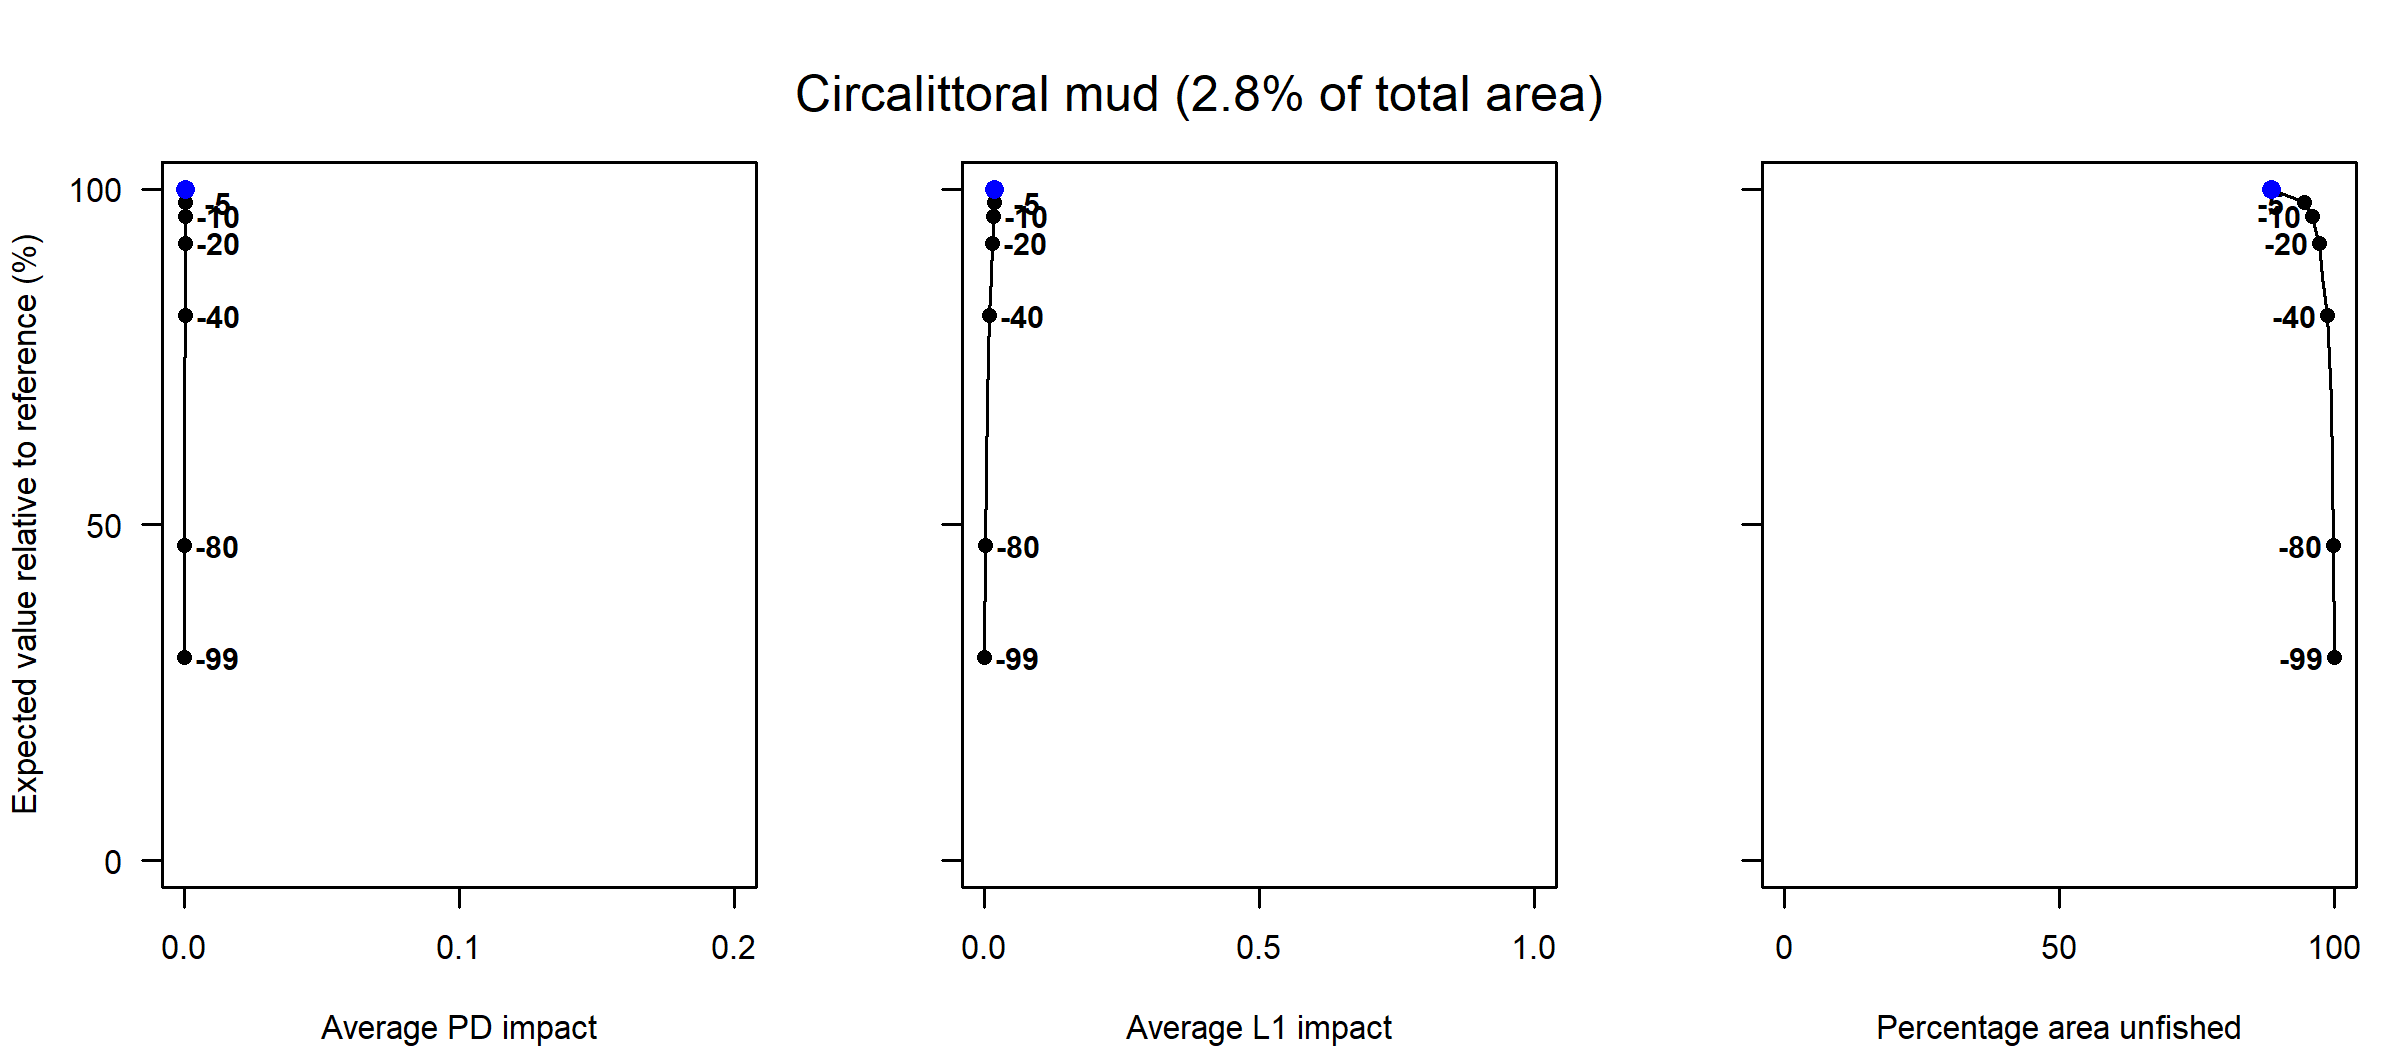 Circalittoral mud (2.8% of total area)
Expected value relative to reference (%)
100
50
0
-5
-10
-20
-40
-80
-99
0.0 0.1 0.2
Average PD impact
-5
-10
-20
-40
-80
-99
0.0 0.5 1.0
Average L1 impact
-5
-10
-20
-40
-80
-99
0 50 100
Percentage area unfished